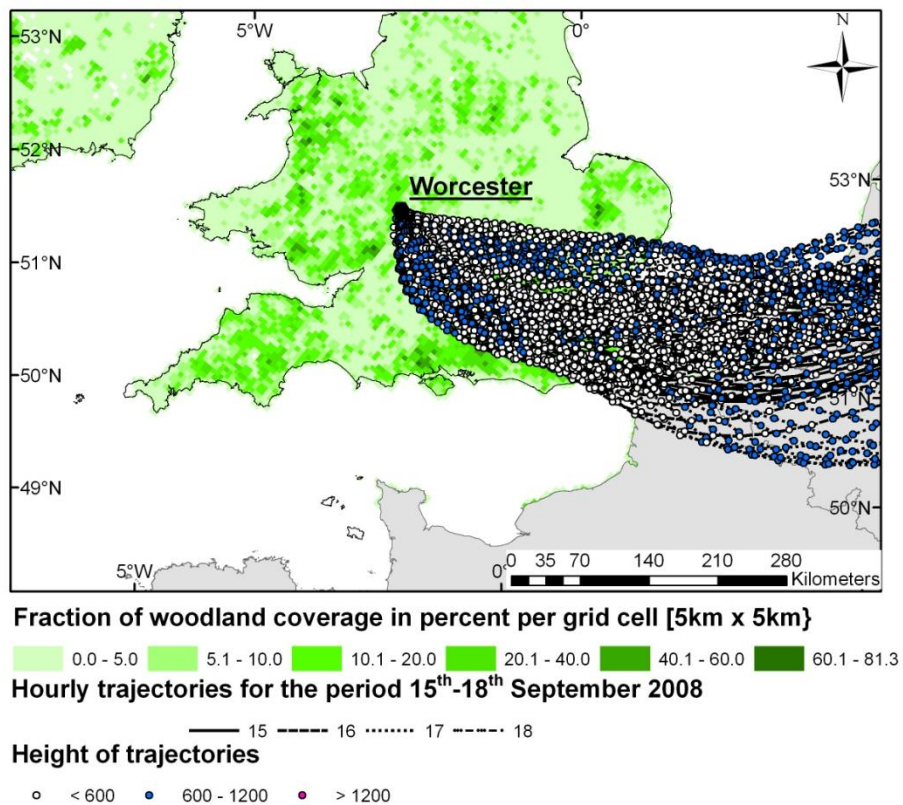 5°W 0° N
53°N
52°N
53°N
Worcester
51°N
50°N
51°N
49°N
50°N
5°W 0°
0 35 70 140 210 280
Kilometers
Fraction of woodland coverage in percent per grid cell [5km x 5km}
0.0 - 5.0 5.1 - 10.0 10.1 - 20.0 20.1 - 40.0 40.1 - 60.0 60.1 - 81.3
Hourly trajectories for the period 15th-18th September 2008
15 16 17 18
Height of trajectories
< 600 600 - 1200 > 1200